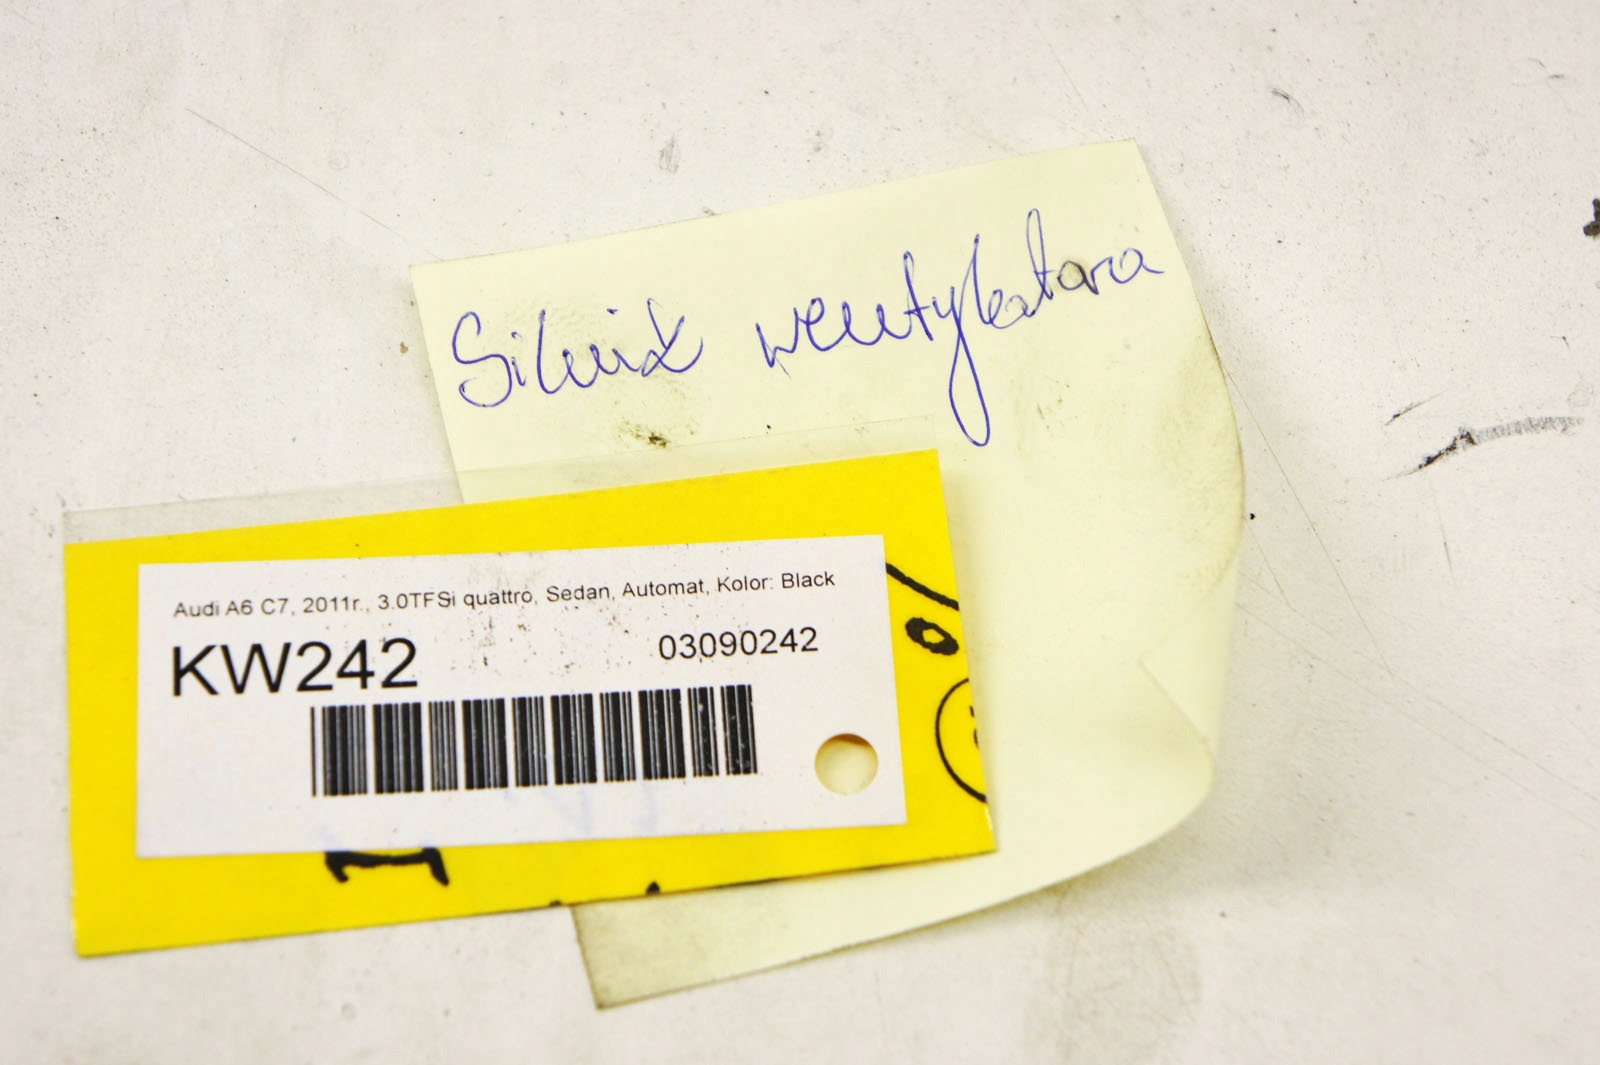 Silnik wentylatora
Audi A6 C7, 2011r., 3.0TFSi quattro, Sedan, Automat, Kolor: Black
KW242
03090242